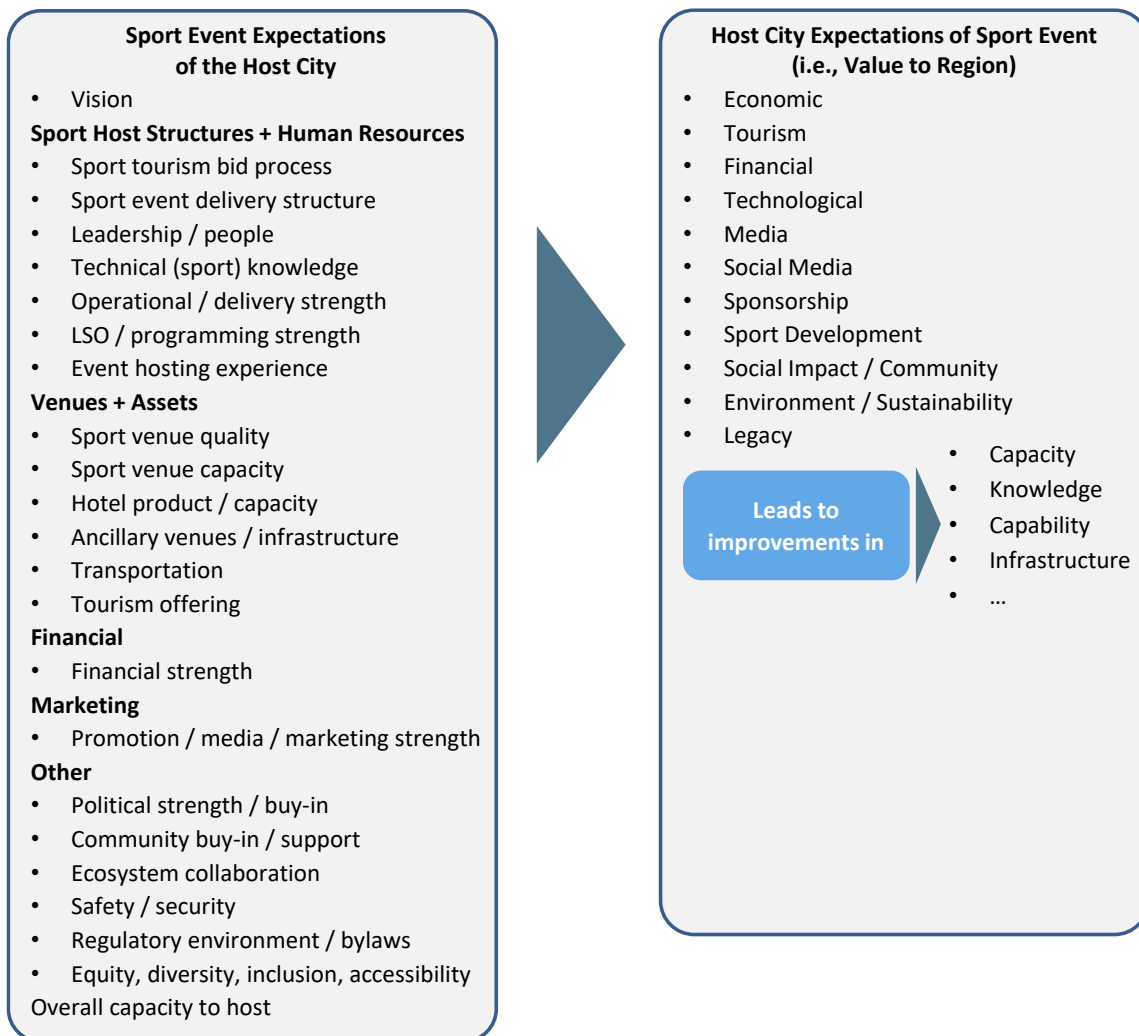 Sport Event Expectations
of the Host City
• Vision
Sport Host Structures + Human Resources
• Sport tourism bid process
• Sport event delivery structure
• Leadership / people
• Technical (sport) knowledge
• Operational / delivery strength
• LSO / programming strength
• Event hosting experience
Venues + Assets
• Sport venue quality
• Sport venue capacity
• Hotel product / capacity
• Ancillary venues / infrastructure
• Transportation
• Tourism offering
Financial
• Financial strength
Marketing
• Promotion / media / marketing strength
Other
• Political strength / buy-in
• Community buy-in / support
• Ecosystem collaboration
• Safety / security
• Regulatory environment / bylaws
• Equity, diversity, inclusion, accessibility
Overall capacity to host
Host City Expectations of Sport Event
(i.e., Value to Region)
• Economic
• Tourism
• Financial
• Technological
• Media
• Social Media
• Sponsorship
• Sport Development
• Social Impact / Community
• Environment / Sustainability
• Legacy
Leads to
improvements in
• Capacity
• Knowledge
• Capability
• Infrastructure
• ...